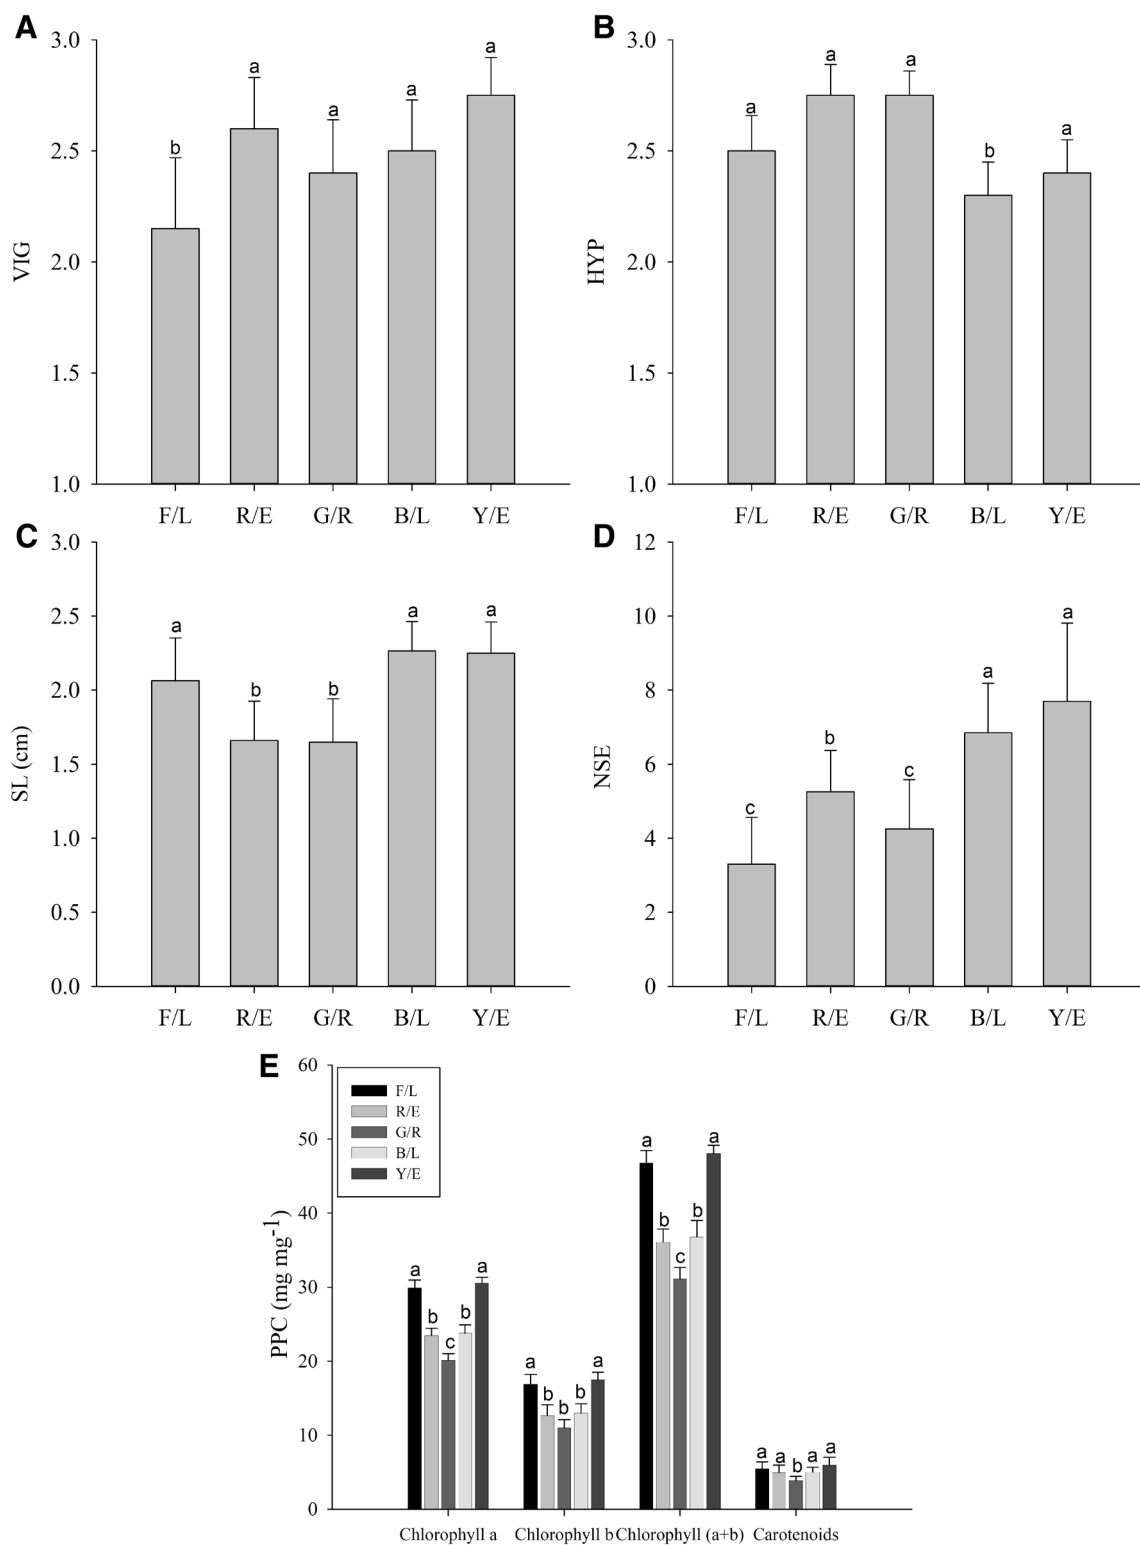 A
3.0
2.5
2.0
1.5
1.0
VIG
b
a
a
a
a
F/L R/E G/R B/L Y/E
B
3.0
2.5
2.0
1.5
1.0
HYP
a
a
a
b
a
F/L R/E G/R B/L Y/E
C
3.0
2.5
2.0
1.5
1.0
0.5
0.0
SL (cm)
a
b
b
a
a
F/L R/E G/R B/L Y/E
D
12
10
8
6
4
2
0
NSE
c
b
c
a
a
F/L R/E G/R B/L Y/E
E
60
50
40
30
20
10
0
PPC (mg mg-1)
F/L
R/E
G/R
B/L
Y/E
a b c b a
a b b b a
a b c b a
a a b a a
Chlorophyll a Chlorophyll b Chlorophyll (a+b) Carotenoids